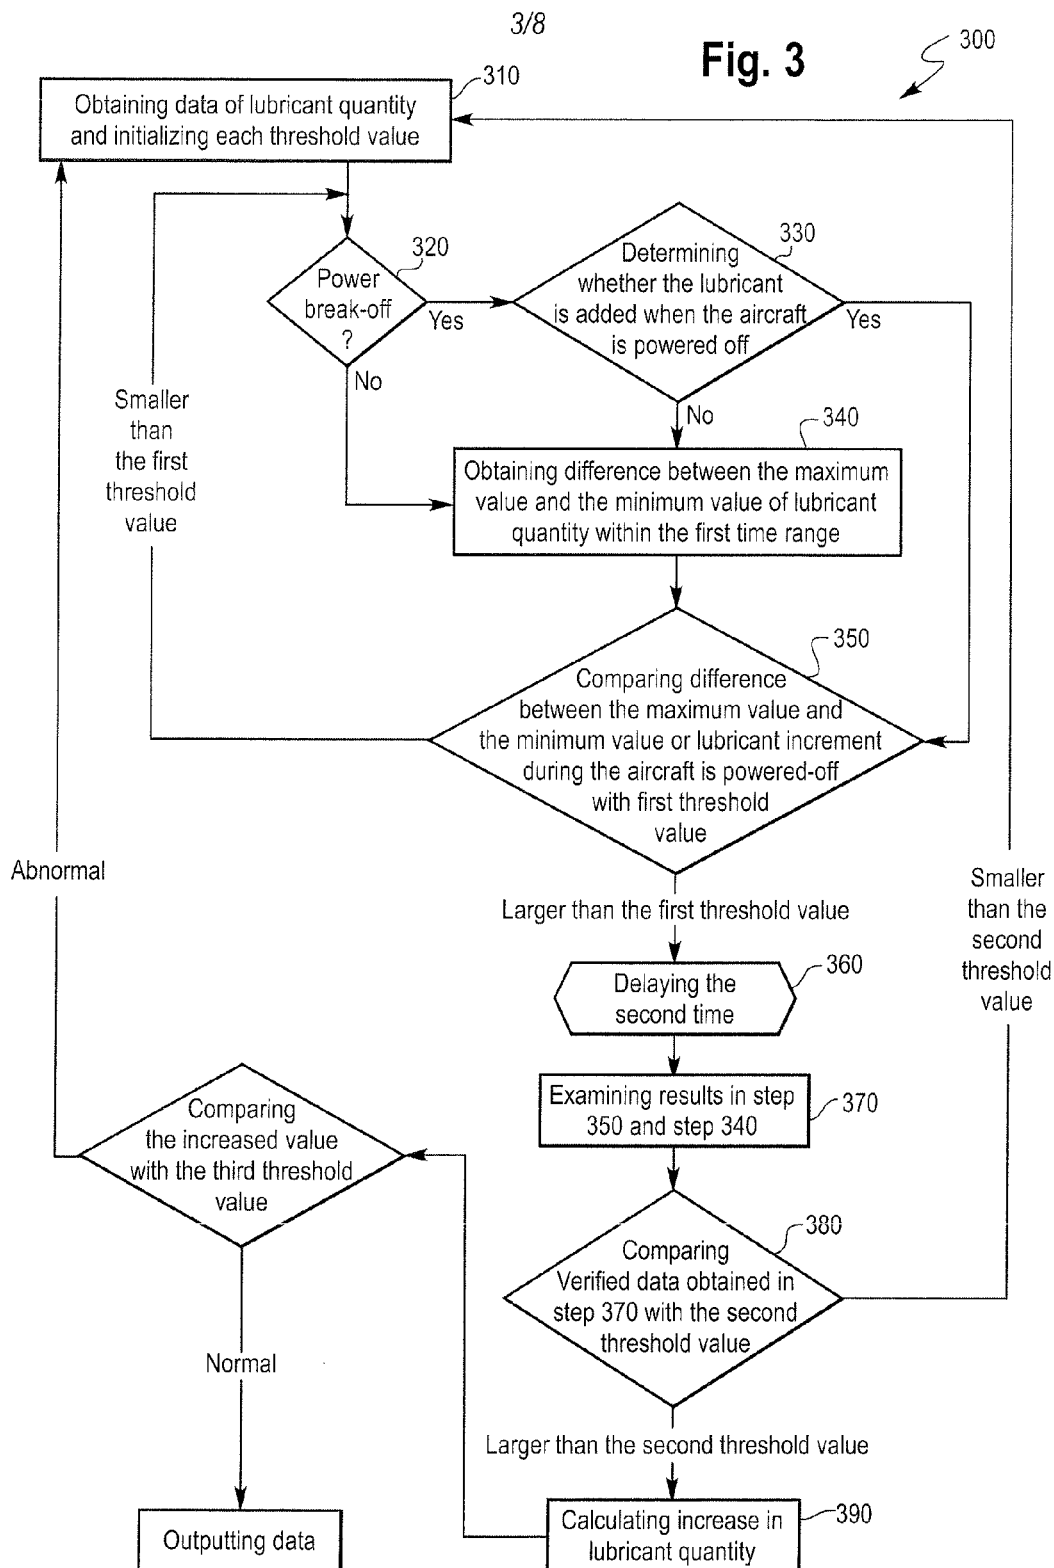 3/8
Fig. 3
300
310
Obtaining data of lubricant quantity
and initializing each threshold value
320
Power
break-off
?
Yes
No
330
Determining
whether the lubricant
is added when the aircraft
is powered off
Yes
No
Smaller
than
the first
threshold
value
340
Obtaining difference between the maximum
value and the minimum value of lubricant
quantity within the first time range
350
Comparing difference
between the maximum value and
the minimum value or lubricant increment
during the aircraft is powered-off
with first threshold
value
Abnormal
Larger than the first threshold value
Smaller
than the
second
threshold
value
360
Delaying the
second time
Examining results in step
350 and step 340
370
Comparing
the increased value
with the third threshold
value
380
Comparing
Verified data obtained in
step 370 with the second
threshold value
Normal
Larger than the second threshold value
390
Calculating increase in
lubricant quantity
Outputting data